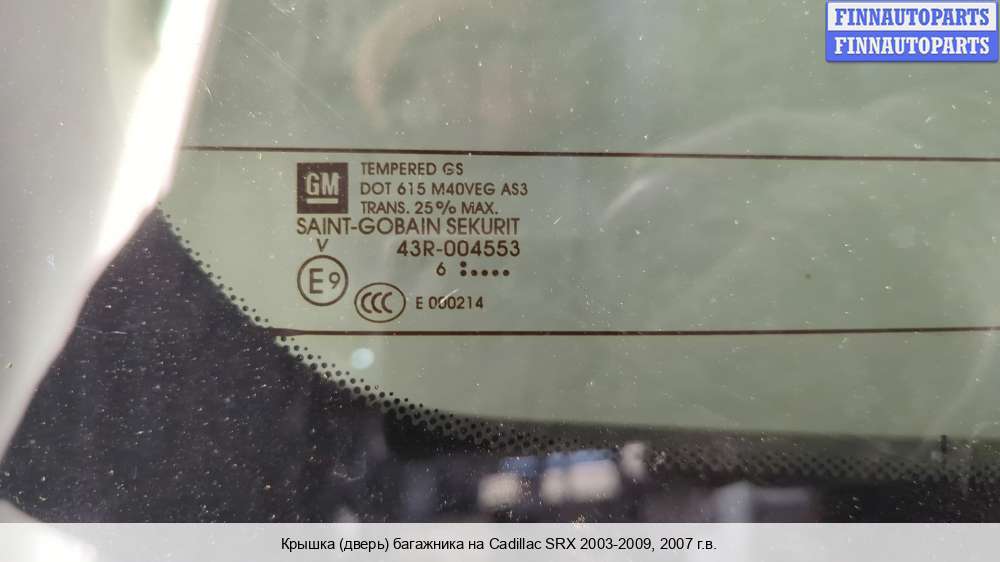 FINNAUTOPARTS
FINNAUTOPARTS
GM
TEMPERED GS
DOT 615 M40VEG AS3
TRANS. 25% MAX.
SAINT-GOBAIN SEKURIT
V
43R-004553
6
E9
CCC
E 000214
Крышка (дверь) багажника на Cadillac SRX 2003-2009, 2007 г.в.